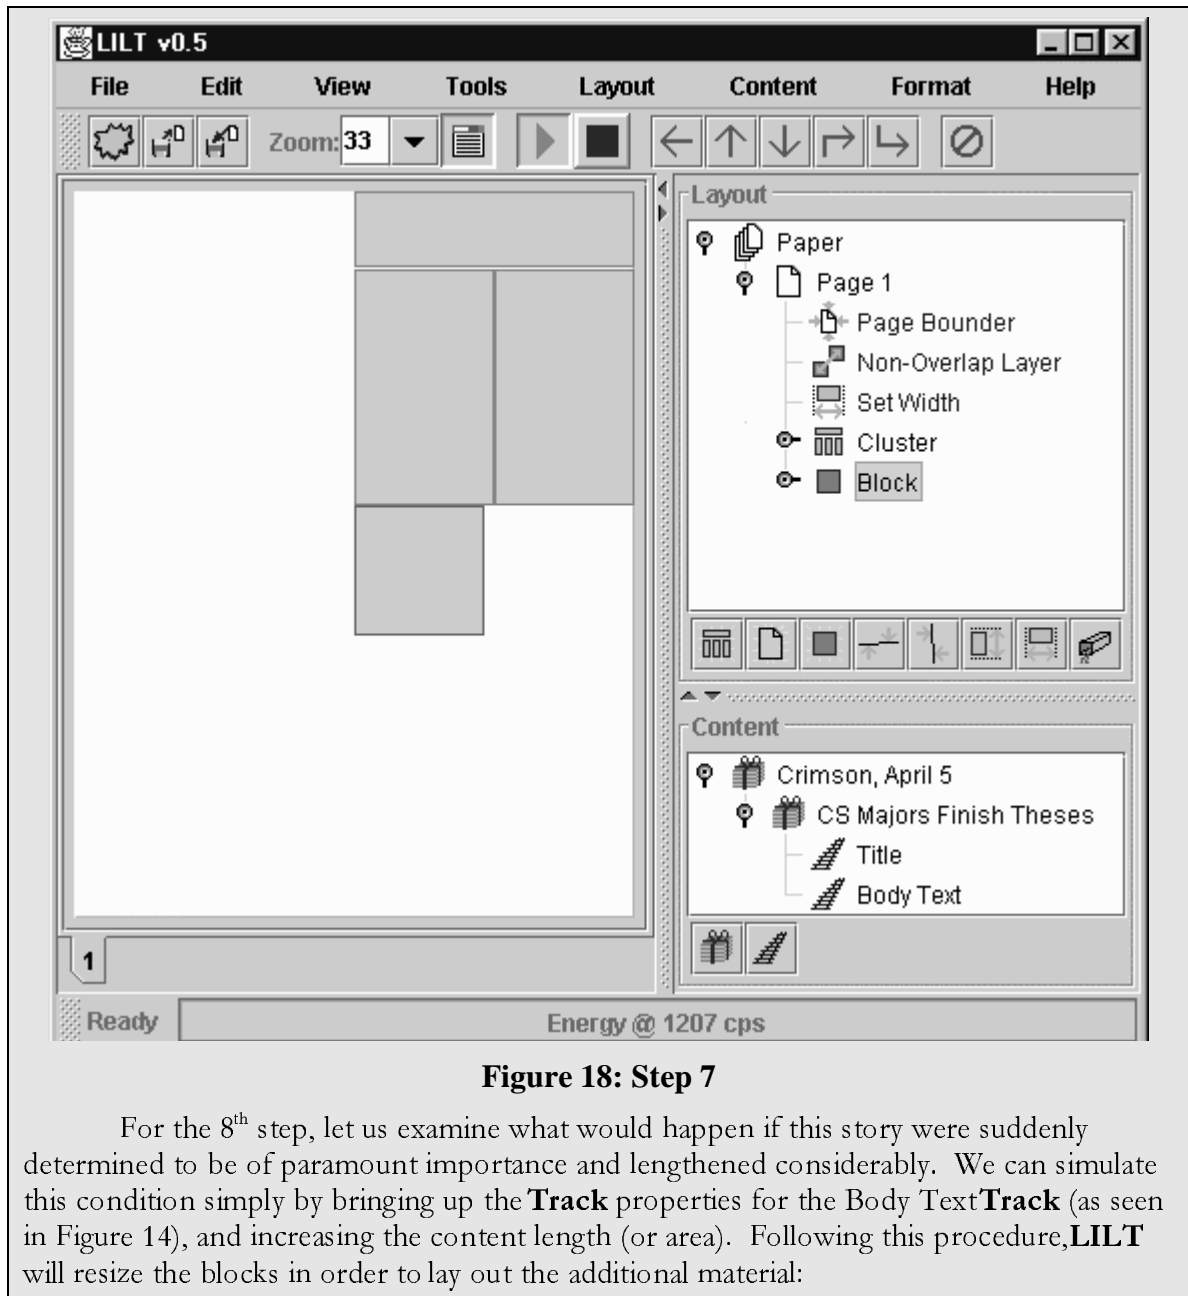 LILT v0.5
File Edit View Tools Layout Content Format Help
Zoom: 33
Layout
Paper
Page 1
Page Bounder
Non-Overlap Layer
Set Width
Cluster
Block
Content
Crimson, April 5
CS Majors Finish Theses
Title
Body Text
1
Ready Energy @ 1207 cps
Figure 18: Step 7
For the 8th step, let us examine what would happen if this story were suddenly
determined to be of paramount importance and lengthened considerably. We can simulate
this condition simply by bringing up the Track properties for the Body Text Track (as seen
in Figure 14), and increasing the content length (or area). Following this procedure, LILT
will resize the blocks in order to lay out the additional material: